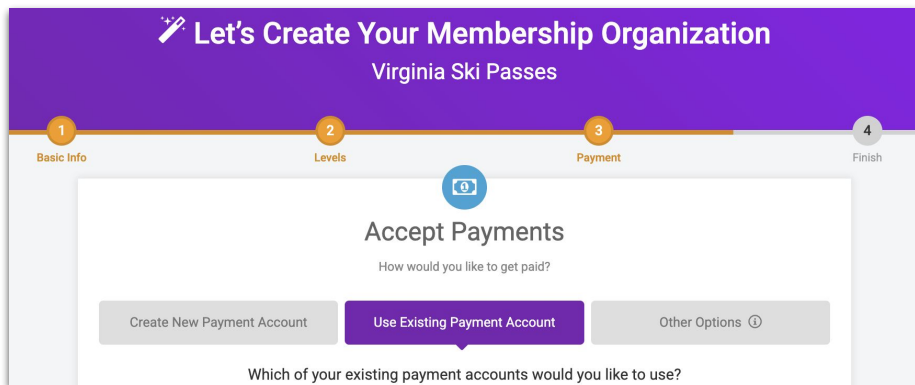 Let's Create Your Membership Organization
Virginia Ski Passes
1 2 3 4
Basic Info Levels Payment Finish
Accept Payments
How would you like to get paid?
Create New Payment Account Use Existing Payment Account Other Options
Which of your existing payment accounts would you like to use?